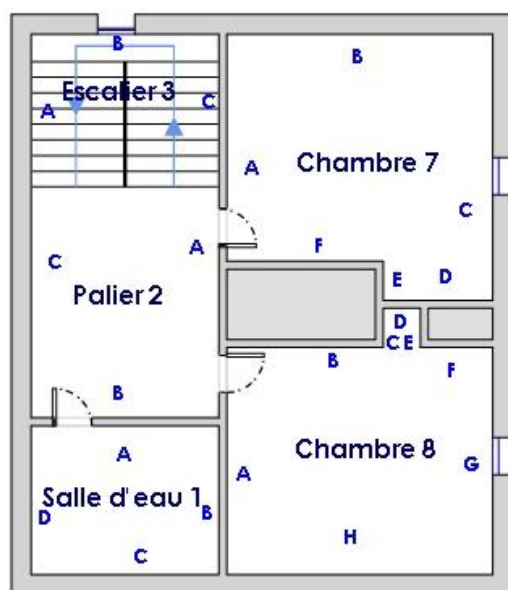 B
B
Escalier 3
A
C
Chambre 7
A
C
A
F
C
E
D
Palier 2
D
C E
B
F
B
A
Chambre 8
A
G
Salle d'eau 1
D
B
H
C